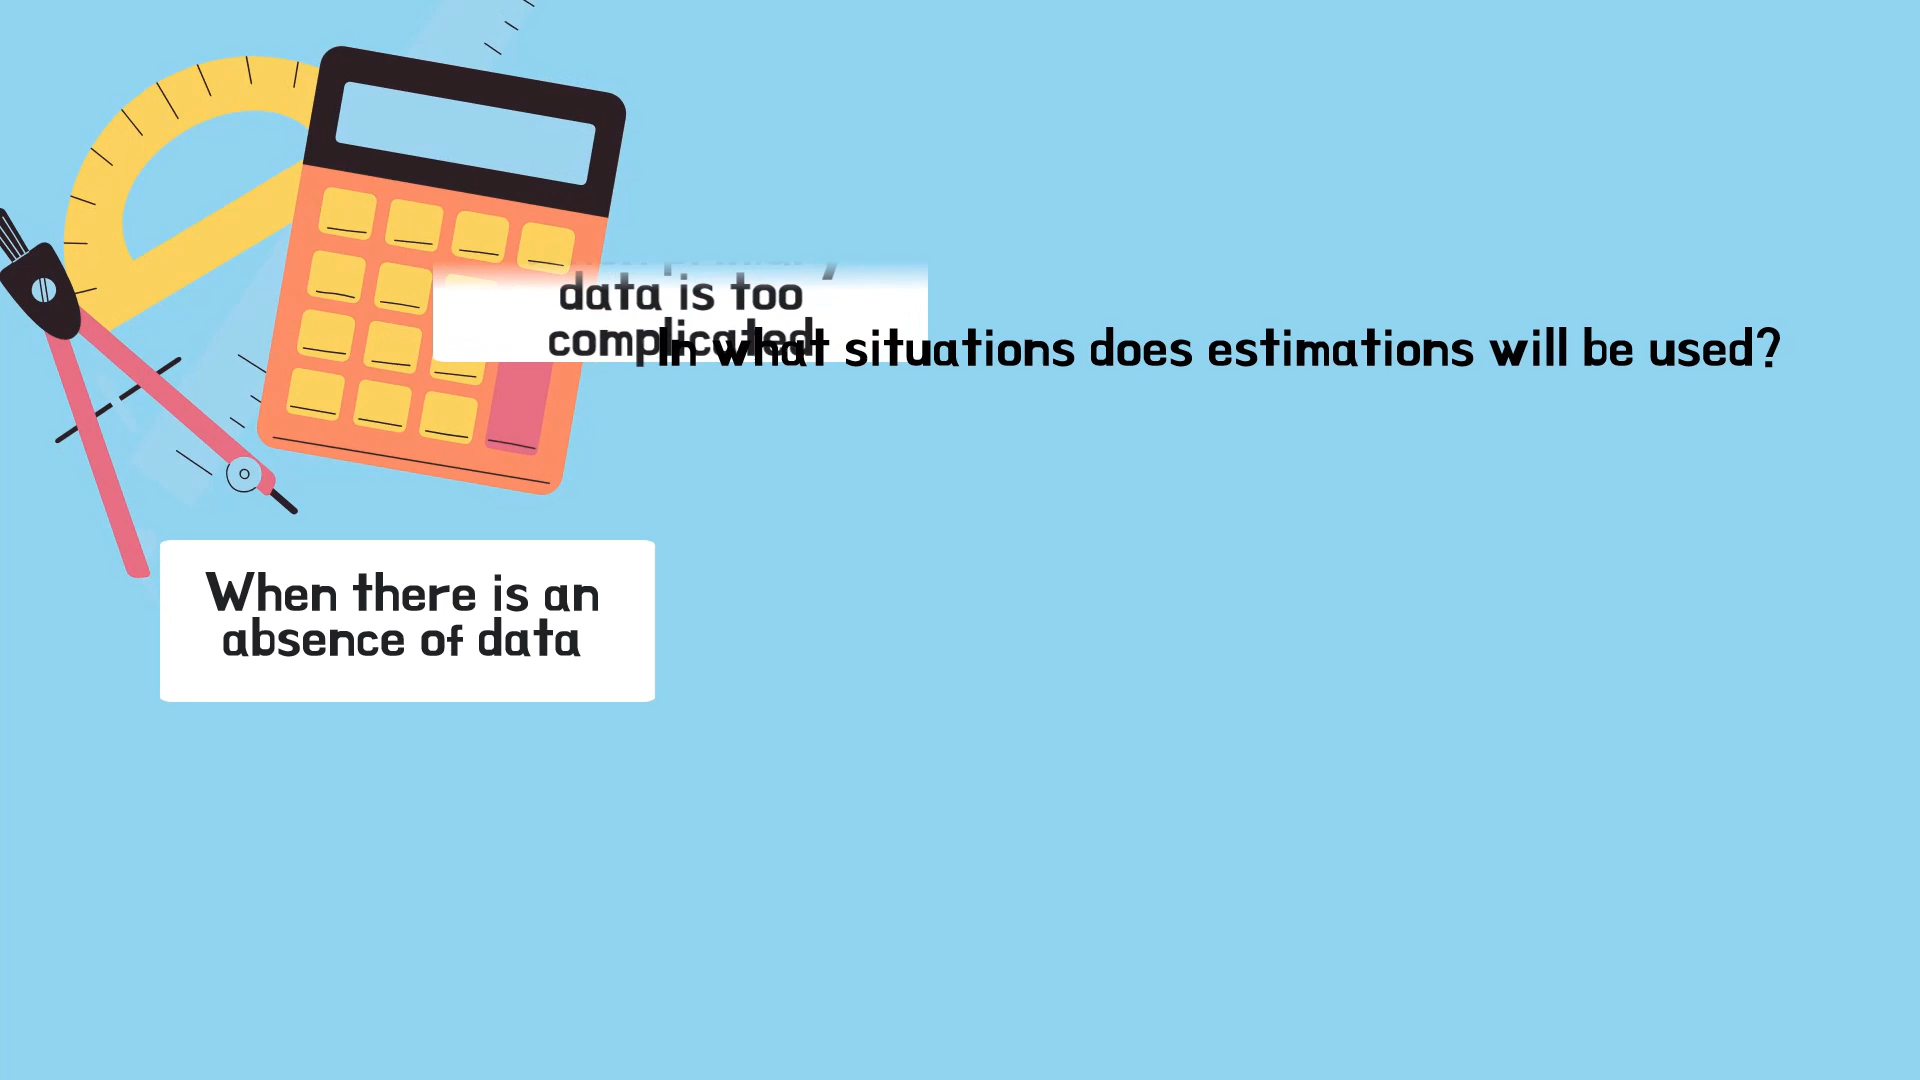 data is too
complicated
In what situations does estimations will be used?
When there is an
absence of data